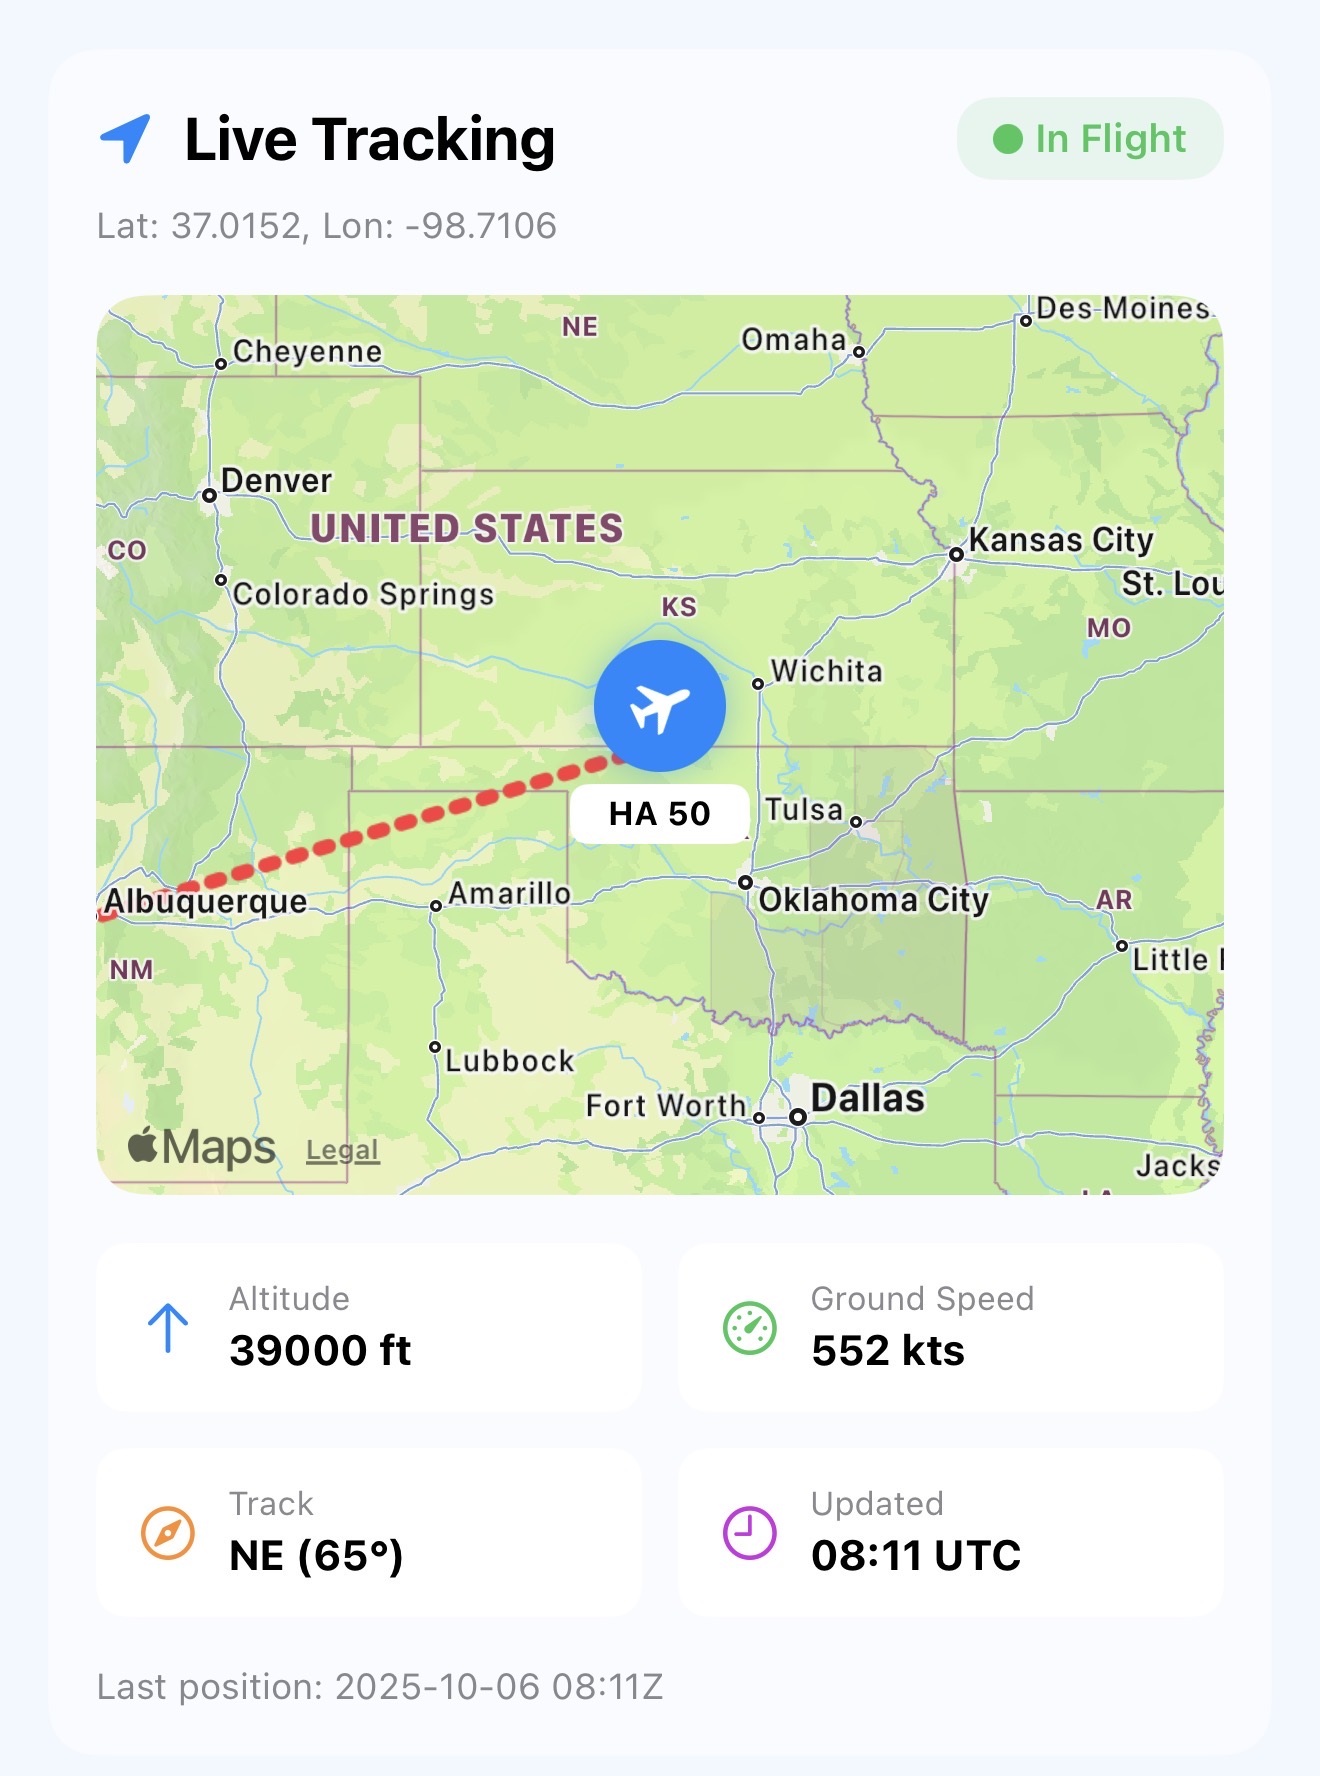 Live Tracking
In Flight
Lat: 37.0152, Lon: -98.7106
Des Moines
NE
Omaha
Cheyenne
Denver
UNITED STATES
CO
Kansas City
Colorado Springs
St. Lou
KS
MO
Wichita
HA 50
Tulsa
Albuquerque
Amarillo
Oklahoma City
AR
NM
Little
Lubbock
Fort Worth
Dallas
Maps
Legal
Jacks
Altitude
39000 ft
Ground Speed
552 kts
Track
NE (65°)
Updated
08:11 UTC
Last position: 2025-10-06 08:11Z